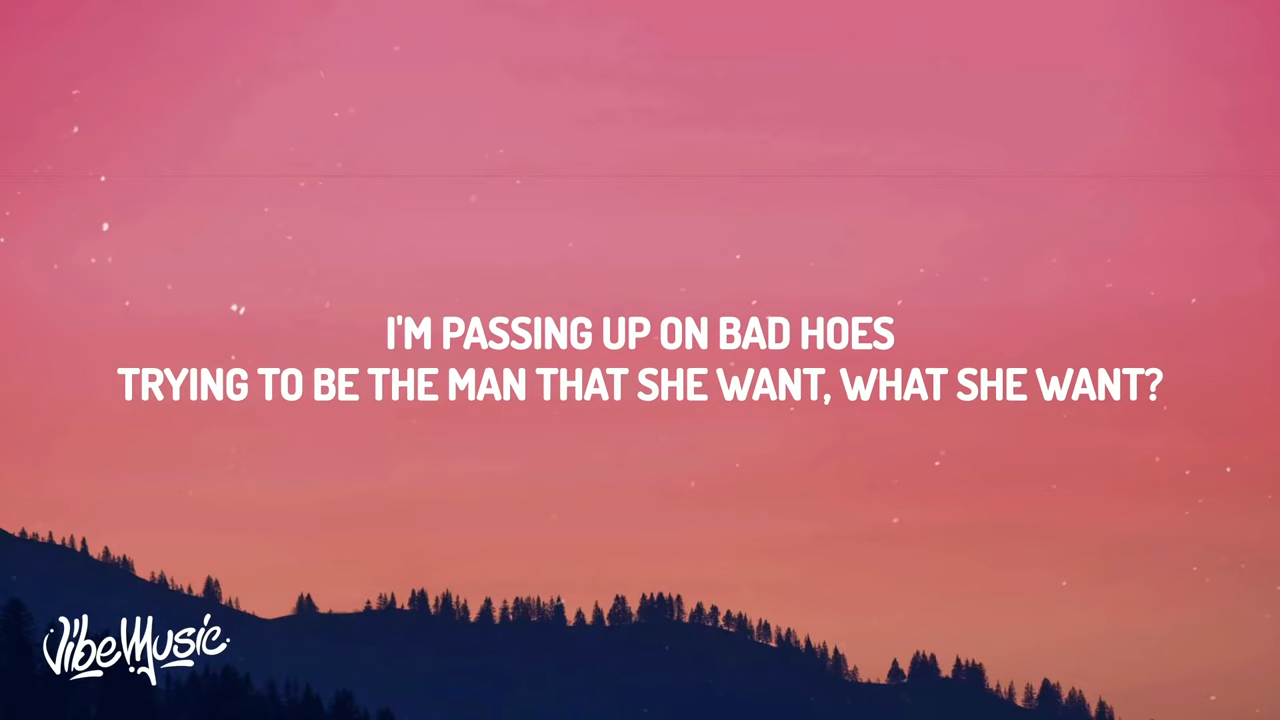 I'M PASSING UP ON BAD HOES
TRYING TO BE THE MAN THAT SHE WANT, WHAT SHE WANT?
VibeMusic